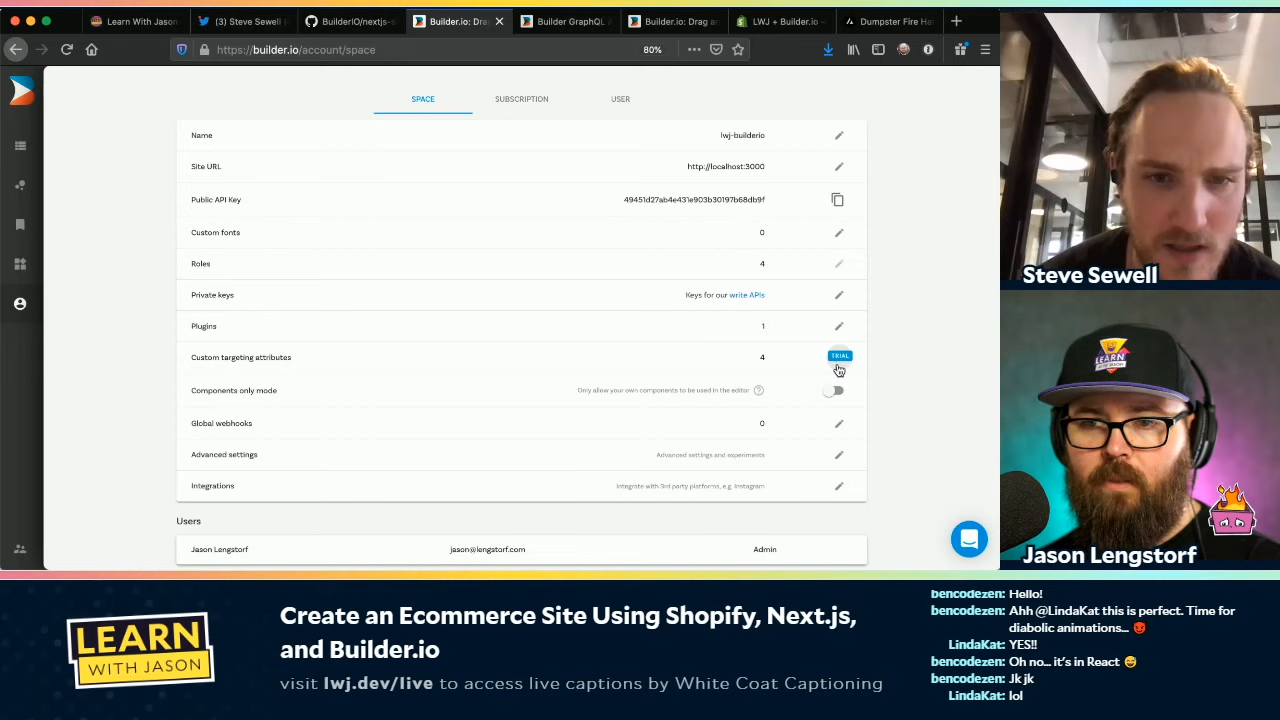 Learn With Jason
(3) Steve Sewell (
BuilderIO/nextjs-s
Builder.io: Dra
Builder GraphQL A
Builder.io: Drag an
LWJ + Builder.io
Dumpster Fire Ha
https://builder.io/account/space
80%
SPACE
SUBSCRIPTION
USER
Name
lwj-builderio
Site URL
http://localhost:3000
Public API Key
49451d27ab4e431e903b30197b68db9f
Custom fonts
0
Roles
4
Private keys
Keys for our write APIs
Plugins
1
Custom targeting attributes
4
TRIAL
Components only mode
Only allow your own components to be used in the editor
Global webhooks
0
Advanced settings
Advanced settings and experiments
Integrations
Integrate with 3rd party platforms, e.g. Instagram
Users
Jason Lengstorf
jason@lengstorf.com
Admin
Steve Sewell
LEARN
WITH JASON
Jason Lengstorf
LEARN
WITH JASON
Create an Ecommerce Site Using Shopify, Next.js,
and Builder.io
visit lwj.dev/live to access live captions by White Coat Captioning
bencodezen: Hello!
bencodezen: Ahh @LindaKat this is perfect. Time for
diabolic animations... 😈
LindaKat: YES!!
bencodezen: Oh no... it's in React 😅
bencodezen: Jk jk
LindaKat: lol